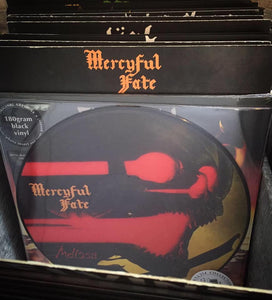 Mercyful
Fate
180gram
black
vinyl
Mercyful
Fate
Melissa